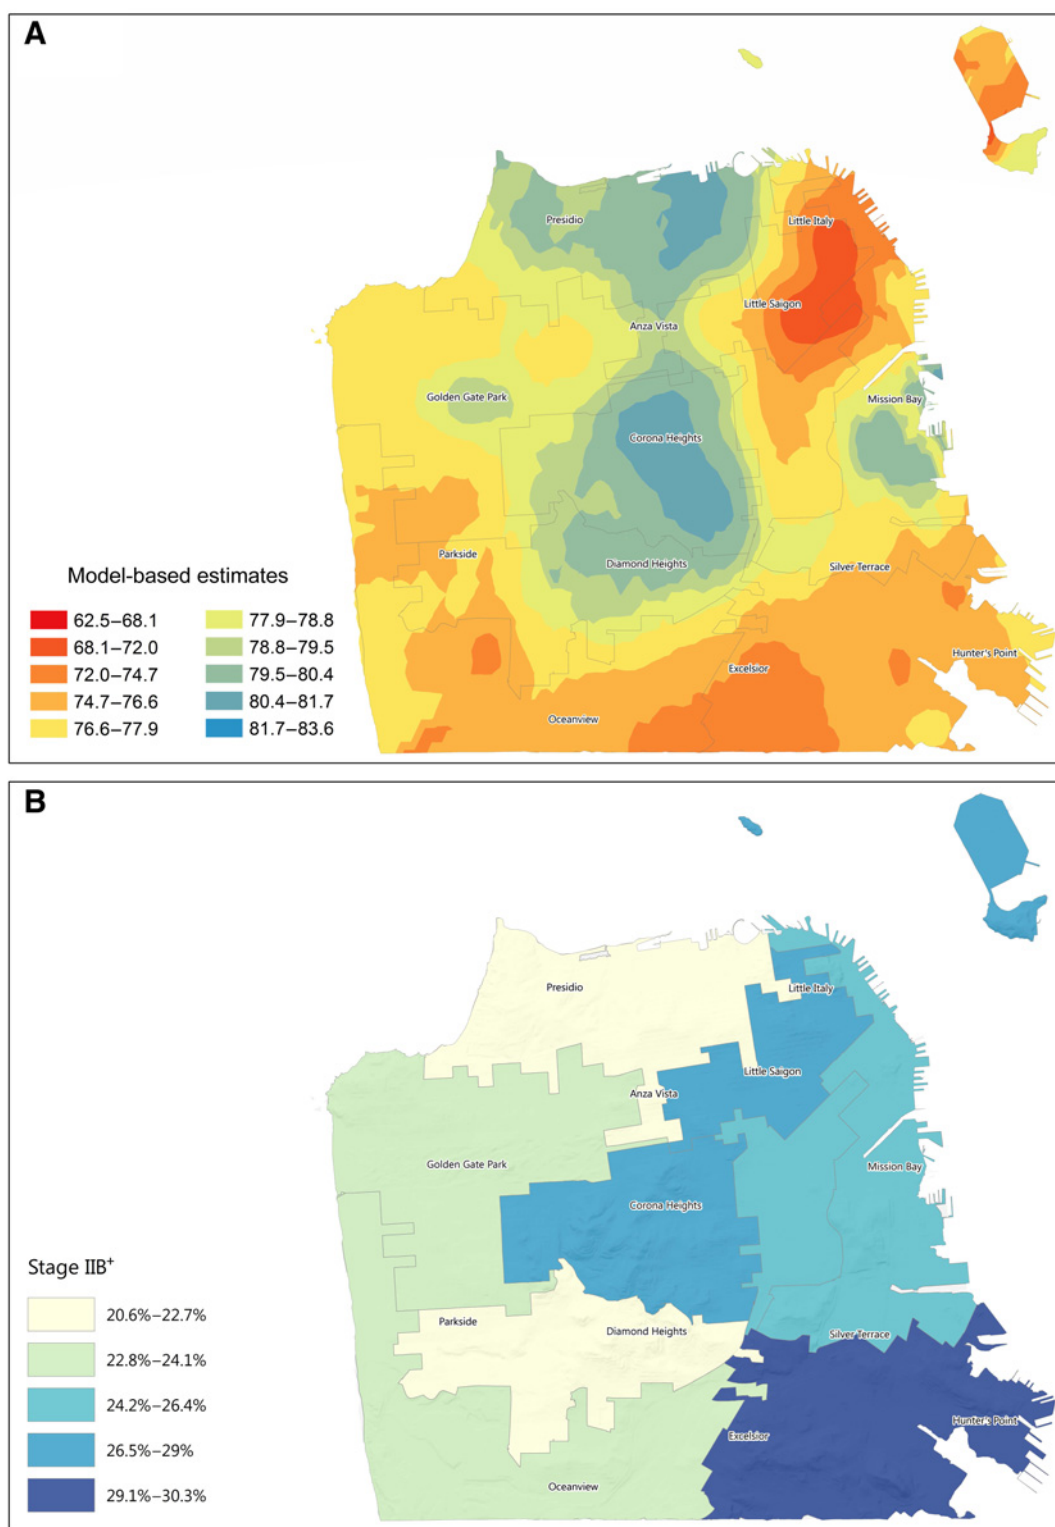 A
Presidio
Little Italy
Little Saigon
Anza Vista
Golden Gate Park
Mission Bay
Corona Heights
Parkside
Diamond Heights
Silver Terrace
Hunter's Point
Excelsior
Oceanview
Model-based estimates
62.5–68.1
68.1–72.0
72.0–74.7
74.7–76.6
76.6–77.9
77.9–78.8
78.8–79.5
79.5–80.4
80.4–81.7
81.7–83.6
B
Presidio
Little Italy
Little Saigon
Anza Vista
Golden Gate Park
Mission Bay
Corona Heights
Parkside
Diamond Heights
Silver Terrace
Hunter's Point
Excelsior
Oceanview
Stage IIB⁺
20.6%–22.7%
22.8%–24.1%
24.2%–26.4%
26.5%–29%
29.1%–30.3%